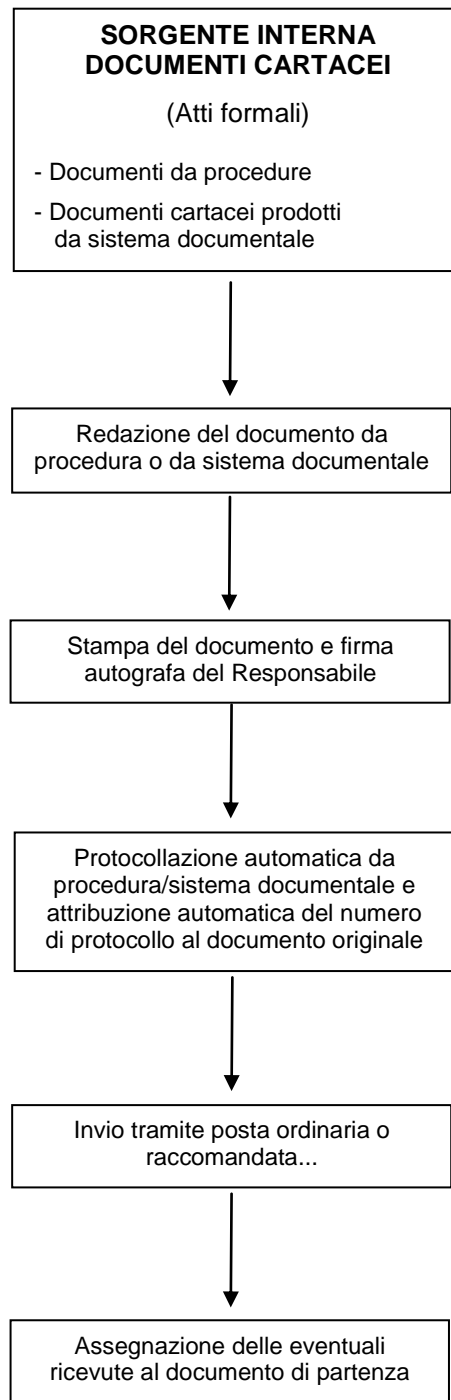 SORGENTE INTERNA
DOCUMENTI CARTACEI
(Atti formali)
- Documenti da procedure
- Documenti cartacei prodotti
da sistema documentale
Redazione del documento da
procedura o da sistema documentale
Stampa del documento e firma
autografa del Responsabile
Protocollazione automatica da
procedura/sistema documentale e
attribuzione automatica del numero
di protocollo al documento originale
Invio tramite posta ordinaria o
raccomandata...
Assegnazione delle eventuali
ricevute al documento di partenza